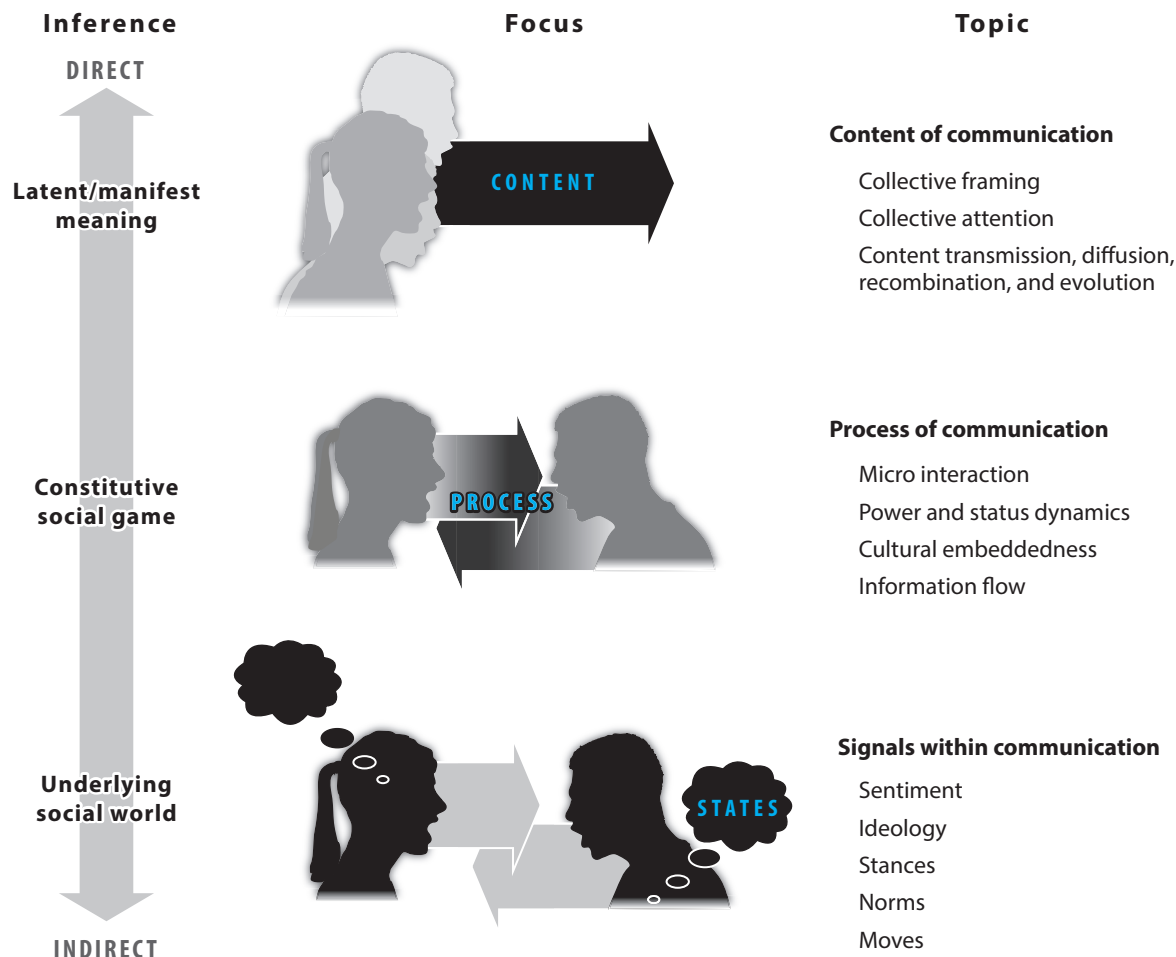 Inference
Focus
Topic
DIRECT
Latent/manifest
meaning
CONTENT
Content of communication
Collective framing
Collective attention
Content transmission, diffusion,
recombination, and evolution
Constitutive
social game
PROCESS
Process of communication
Micro interaction
Power and status dynamics
Cultural embeddedness
Information flow
Underlying
social world
STATES
Signals within communication
Sentiment
Ideology
Stances
Norms
Moves
INDIRECT